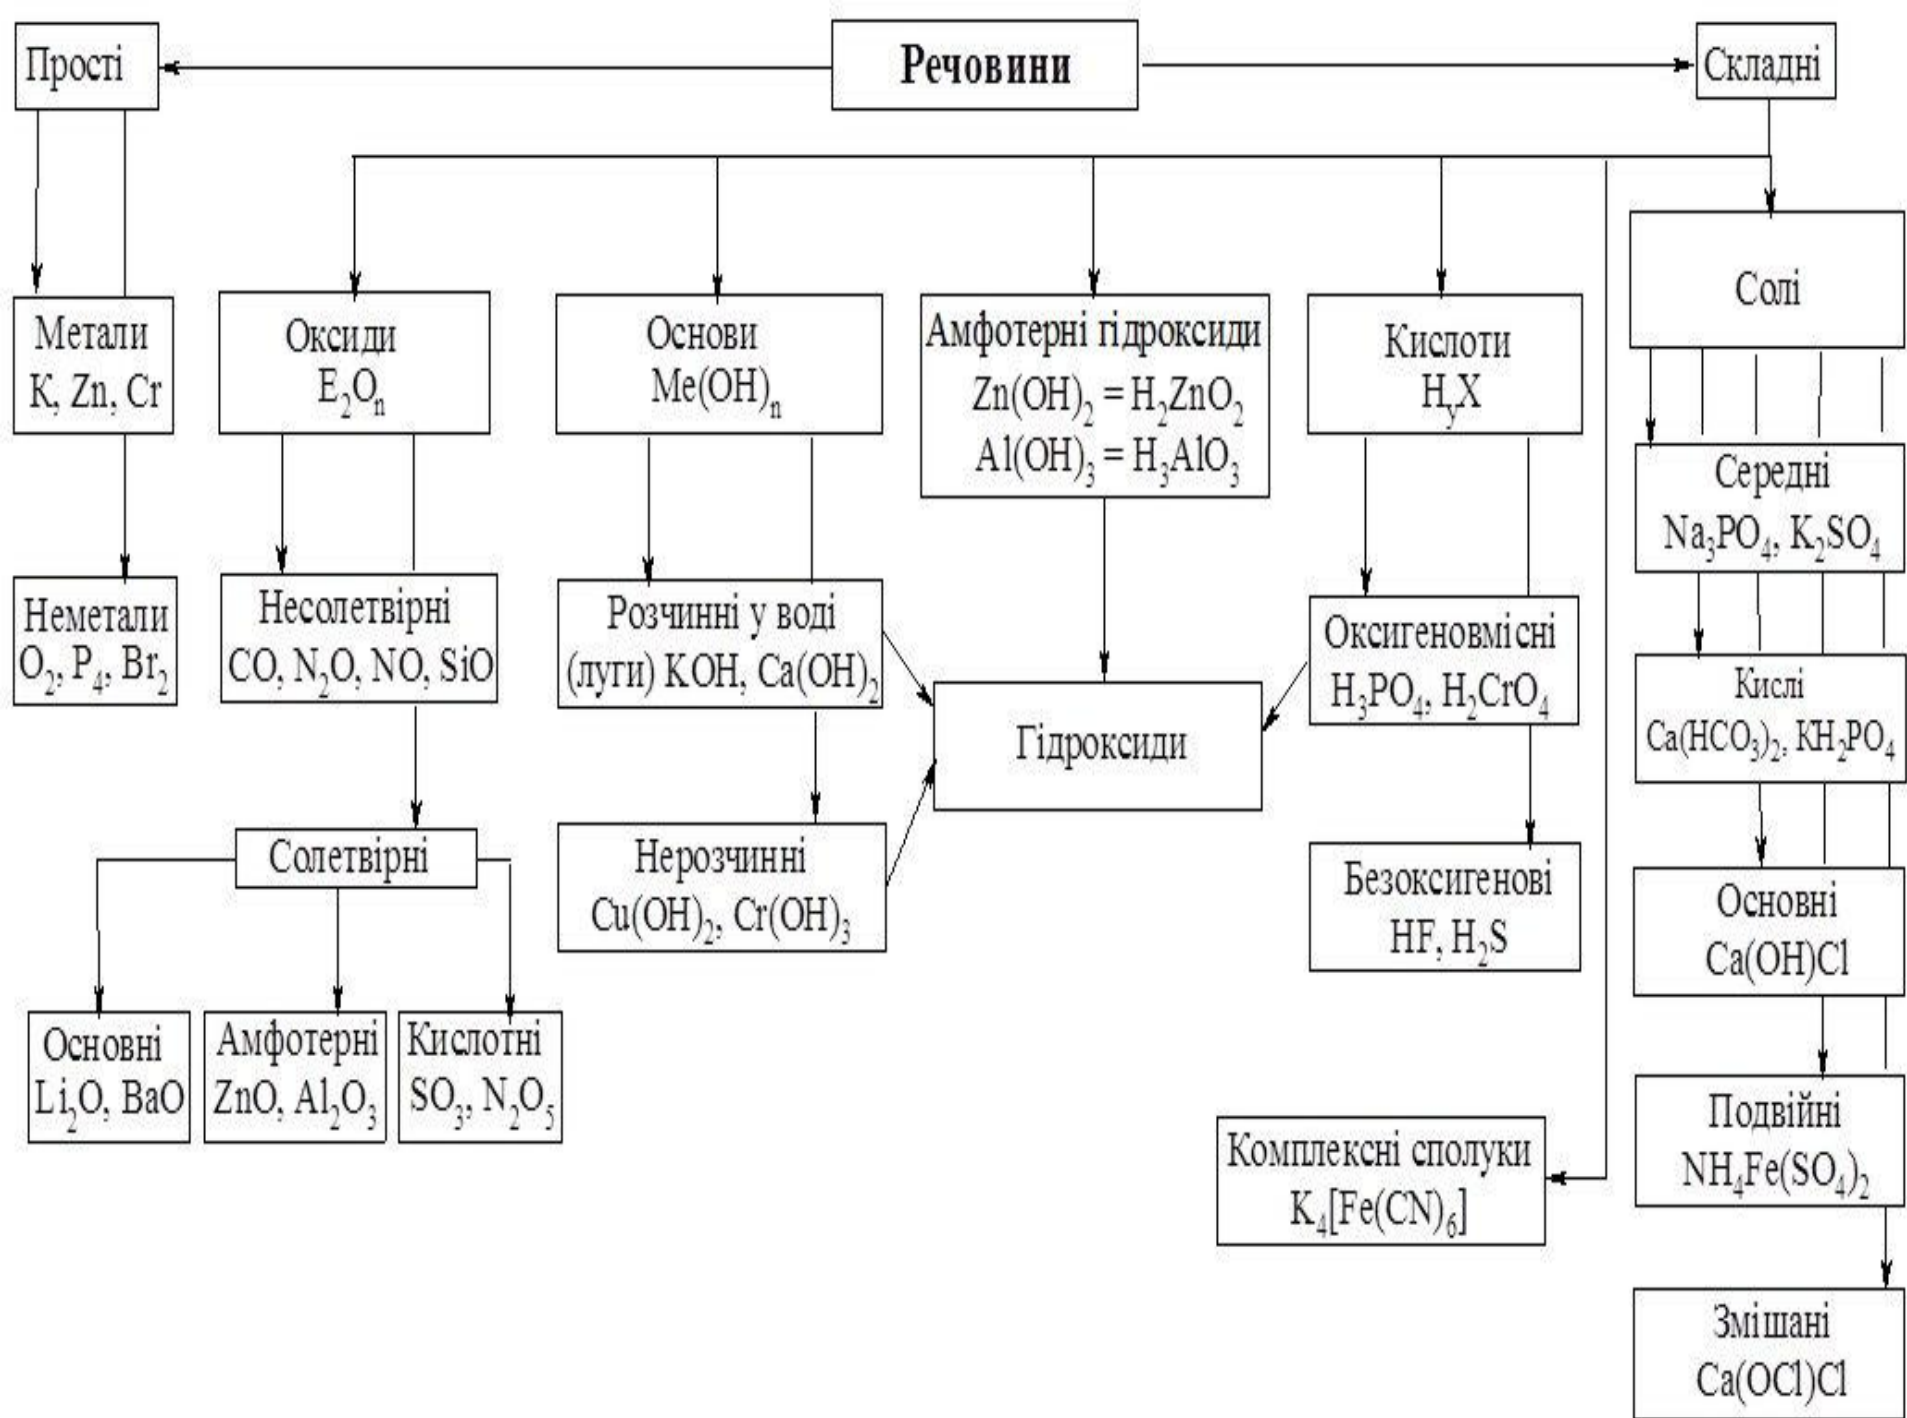 Прості
Речовини
Складні
Солі
Метали
K, Zn, Cr
Оксиди
E₂Oₙ
Основи
Me(OH)ₙ
Амфотерні гідроксиди
Zn(OH)₂ = H₂ZnO₂
Al(OH)₃ = H₃AlO₃
Кислоти
HᵧX
Середні
Na₃PO₄, K₂SO₄
Неметали
O₂, P₄, Br₂
Несолетвірні
CO, N₂O, NO, SiO
Розчинні у воді
(луги) KOH, Ca(OH)₂
Оксигеновмісні
H₃PO₄, H₂CrO₄
Гідроксиди
Кислі
Ca(HCO₃)₂, KH₂PO₄
Солетвірні
Нерозчинні
Cu(OH)₂, Cr(OH)₃
Безоксигенові
HF, H₂S
Основні
Ca(OH)Cl
Основні
Li₂O, BaO
Амфотерні
ZnO, Al₂O₃
Кислотні
SO₃, N₂O₅
Комплексні сполуки
K₄[Fe(CN)₆]
Подвійні
NH₄Fe(SO₄)₂
Змішані
Ca(OCl)Cl